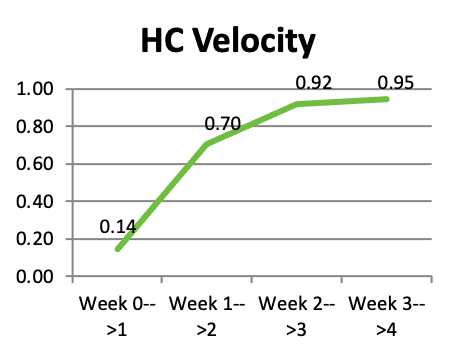 HC Velocity
1.00
0.80
0.60
0.40
0.20
0.00
0.14
0.70
0.92
0.95
Week 0--
>1
Week 1--
>2
Week 2--
>3
Week 3--
>4